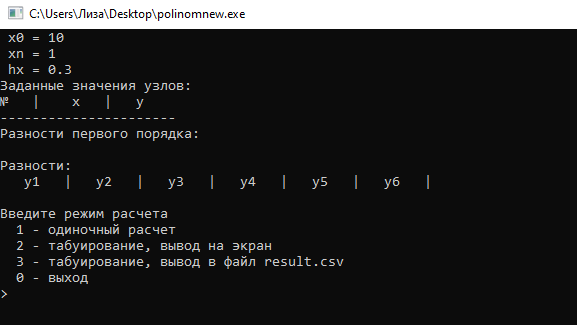 C:\Users\Лиза\Desktop\polinomnew.exe
x0 = 10
xn = 1
hx = 0.3
Заданные значения узлов:
№ | x | y
----------------------
Разности первого порядка:
Разности:
y1 | y2 | y3 | y4 | y5 | y6 |
Введите режим расчета
1 - одиночный расчет
2 - табуирование, вывод на экран
3 - табуирование, вывод в файл result.csv
0 - выход
>